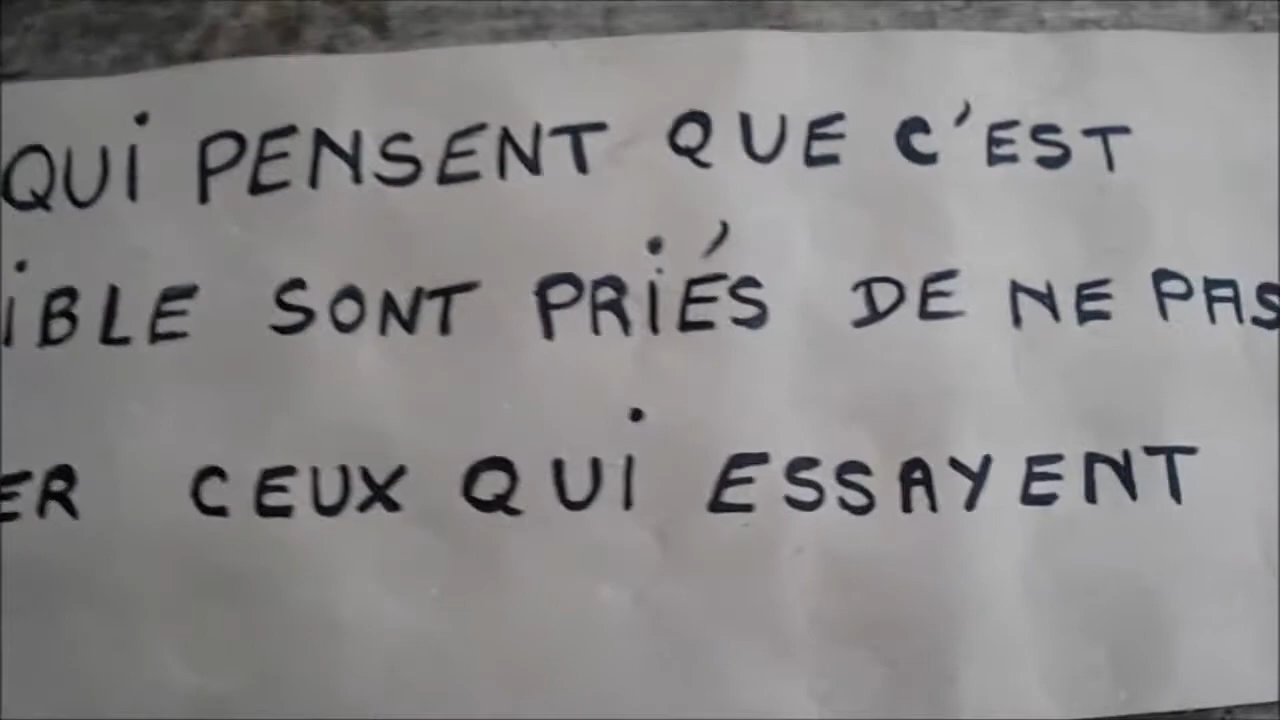 QUI PENSENT QUE C'EST
IBLE SONT PRIÉS DE NE PAS
ER CEUX QUI ESSAYENT